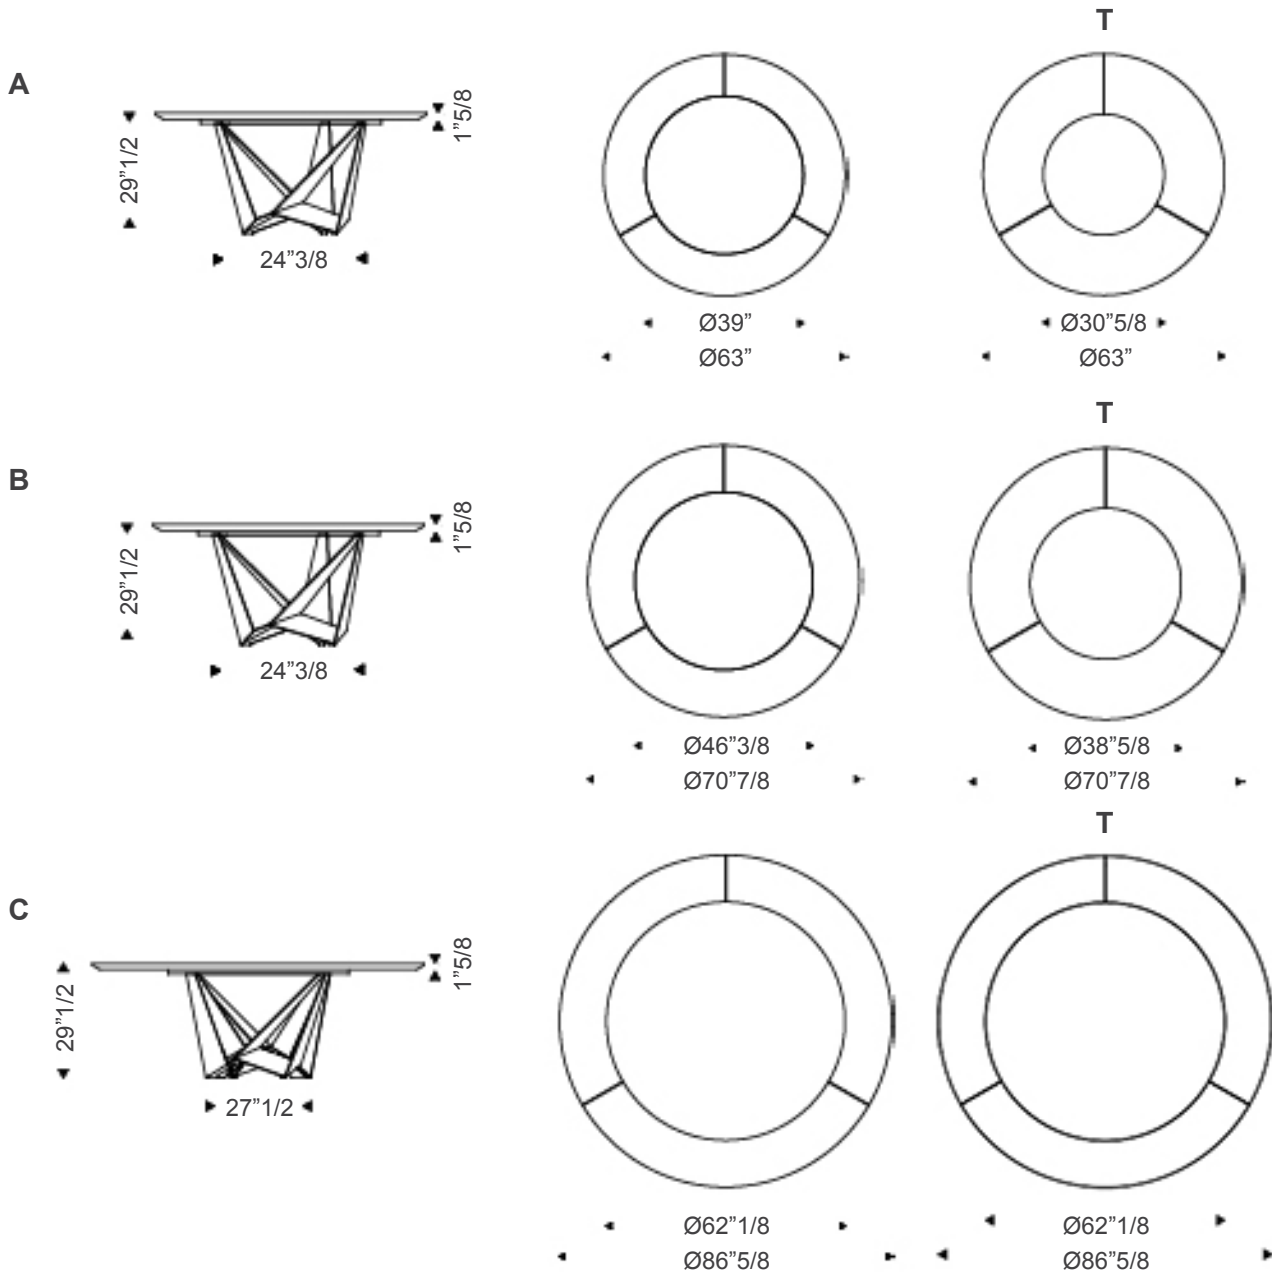 T
A
1”5/8
29”1/2
24”3/8
Ø39”
Ø63”
Ø30”5/8
Ø63”
T
B
1”5/8
29”1/2
24”3/8
Ø46”3/8
Ø70”7/8
Ø38”5/8
Ø70”7/8
T
C
1”5/8
29”1/2
27”1/2
Ø62”1/8
Ø86”5/8
Ø62”1/8
Ø86”5/8